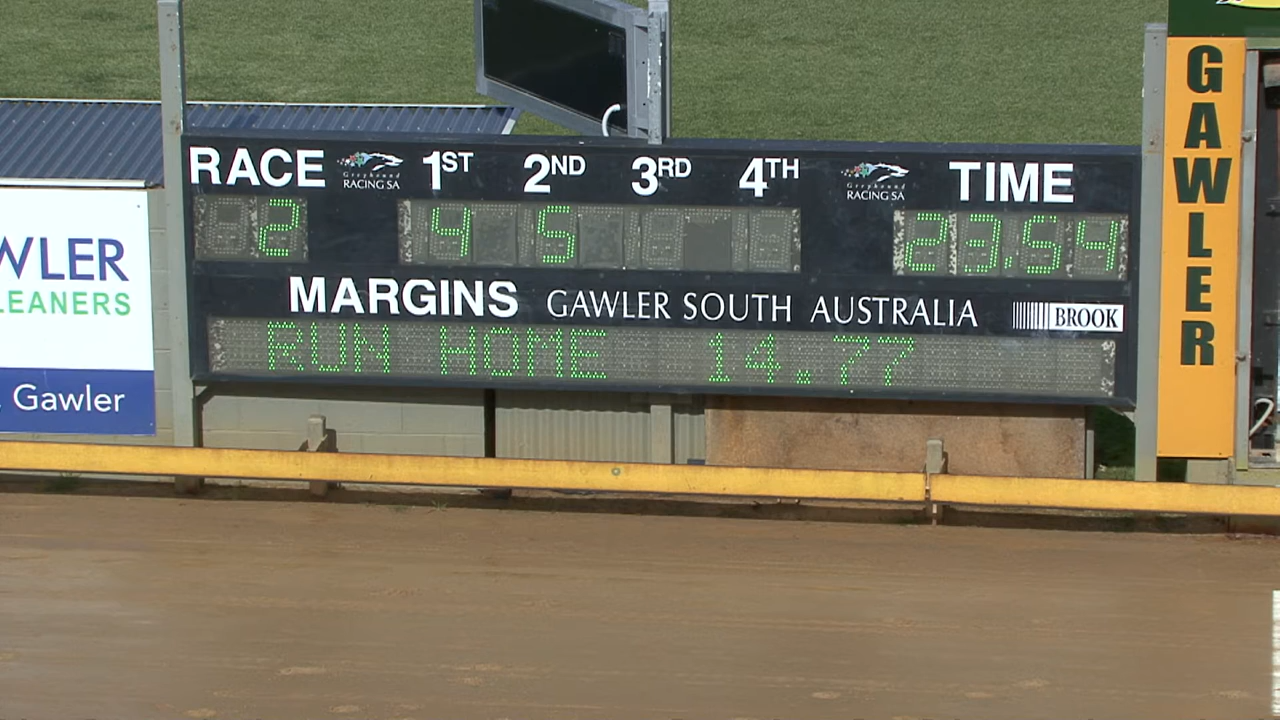 RACE 1ST 2ND 3RD 4TH TIME
Greyhound
RACING SA
Greyhound
RACING SA
2 4 5 23.54
MARGINS GAWLER SOUTH AUSTRALIA BROOK
RUN HOME 14.77
WLER
LEANERS
Gawler
GAWLER